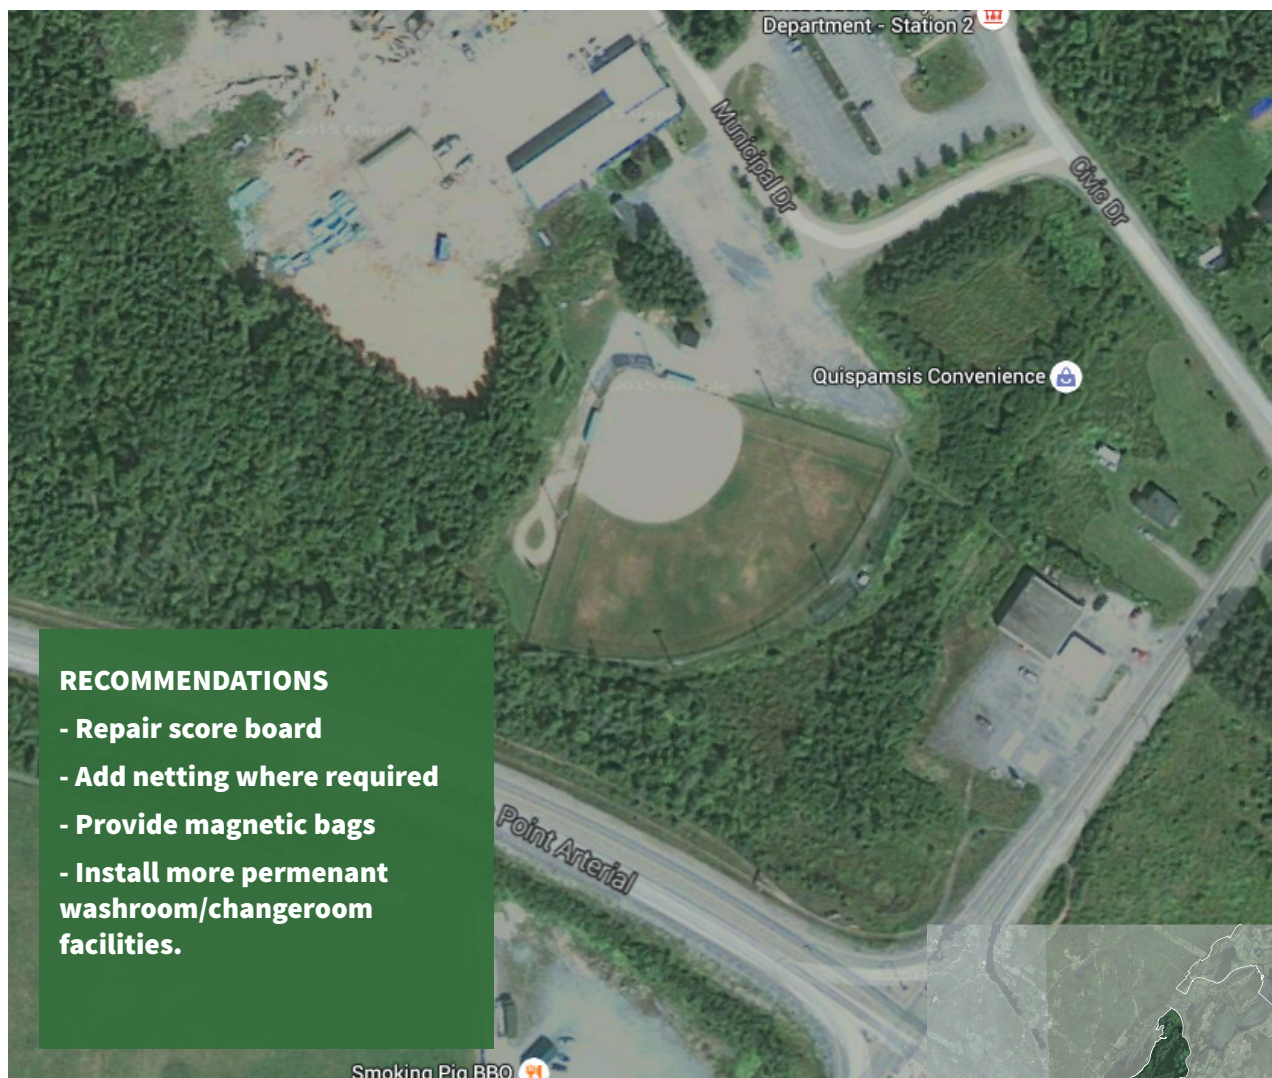 Department - Station 2
Municipal Dr
Civic Dr
Quispamsis Convenience
RECOMMENDATIONS
- Repair score board
- Add netting where required
- Provide magnetic bags
- Install more permenant
washroom/changeroom
facilities.
Point Arterial
Smoking Pig BBQ